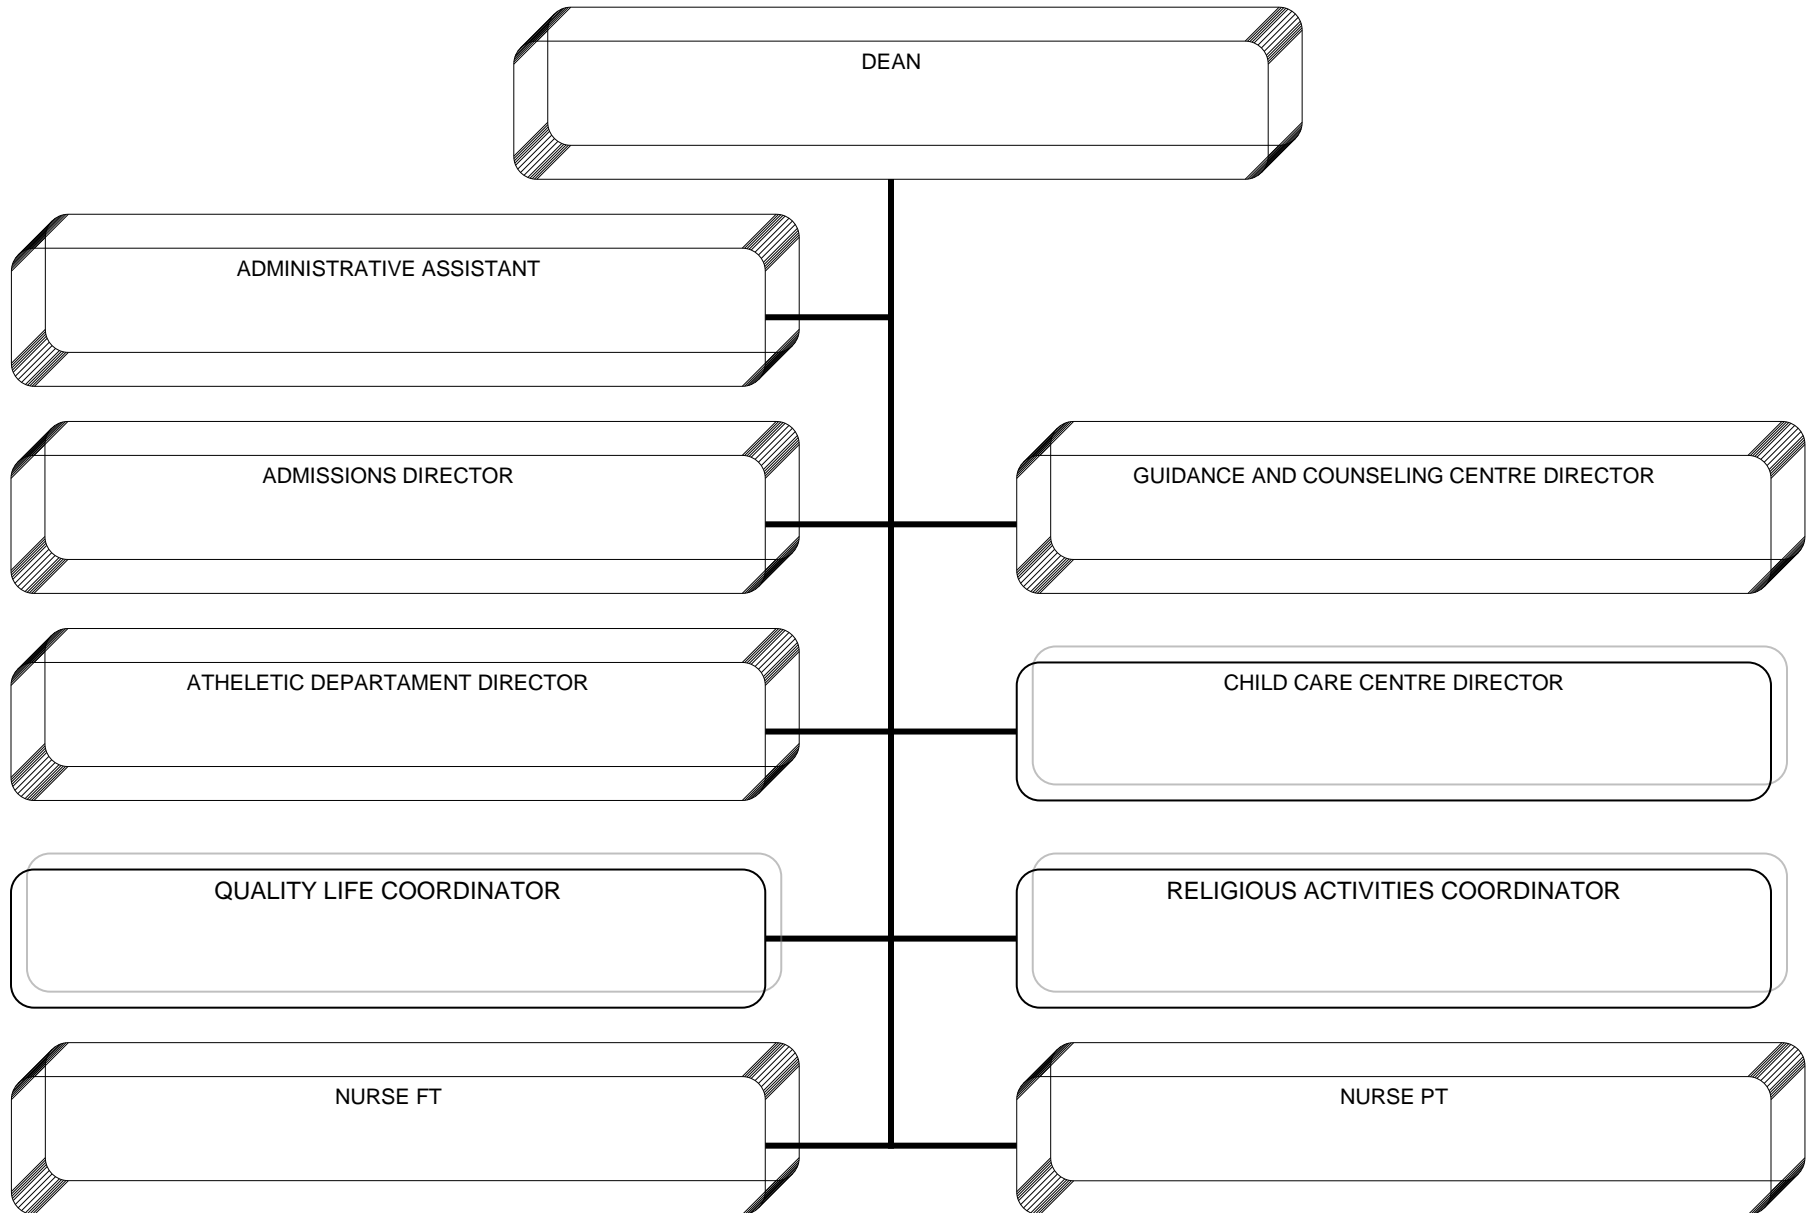 DEAN
ADMINISTRATIVE ASSISTANT
ADMISSIONS DIRECTOR
GUIDANCE AND COUNSELING CENTRE DIRECTOR
ATHELETIC DEPARTAMENT DIRECTOR
CHILD CARE CENTRE DIRECTOR
QUALITY LIFE COORDINATOR
RELIGIOUS ACTIVITIES COORDINATOR
NURSE FT
NURSE PT